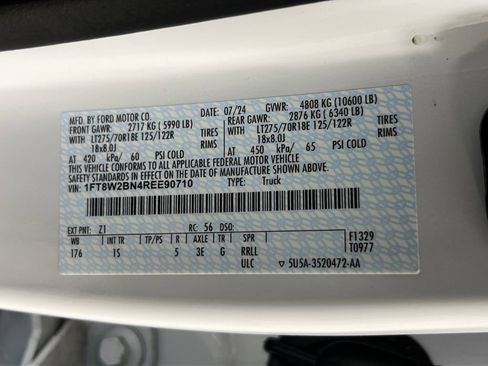 MFD. BY FORD MOTOR CO. 07/24 GVWR: 4808 KG (10600 LB)
FRONT GAWR: 2717 KG ( 5990 LB) REAR GAWR: 2876 KG ( 6340 LB)
WITH LT275/70R18E 125/122R TIRES WITH LT275/70R18E 125/122R TIRES
18x8.0J RIMS 18x8.0J RIMS
AT 420 kPa/ 60 PSI COLD AT 450 kPa/ 65 PSI COLD
THIS VEHICLE CONFORMS TO ALL APPLICABLE FEDERAL MOTOR VEHICLE
SAFETY STANDARDS IN EFFECT ON THE DATE OF MANUFACTURE SHOWN ABOVE.
1FT8W2BN4REE90710 TYPE: Truck
EXT PNT: Z1 RC: 56 DSO:
WB INT TR TP/PS R AXLE TR SPR F1329
176 1S 5 3E G RRLL T0977
ULC ▽ 5U5A-3520472-AA